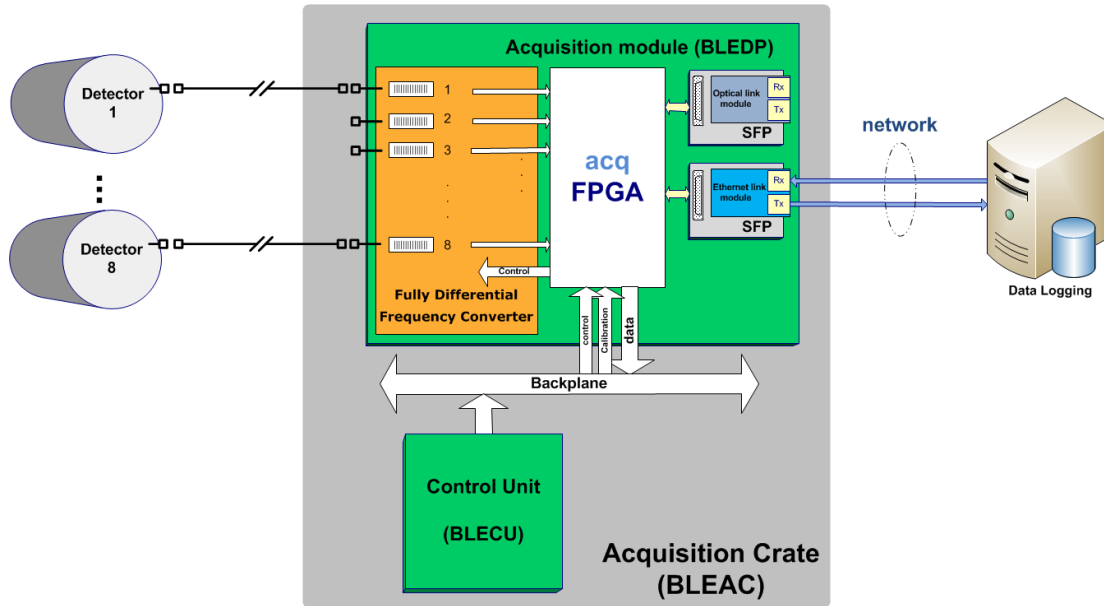 Acquisition module (BLEDP)
Detector
1
Detector
8
1
2
3
8
Control
Fully Differential
Frequency Converter
acq
FPGA
Optical link
module
Rx
Tx
SFP
Ethernet link
module
Rx
Tx
SFP
network
Data Logging
control
Calibration
data
Backplane
Control Unit
(BLECU)
Acquisition Crate
(BLEAC)